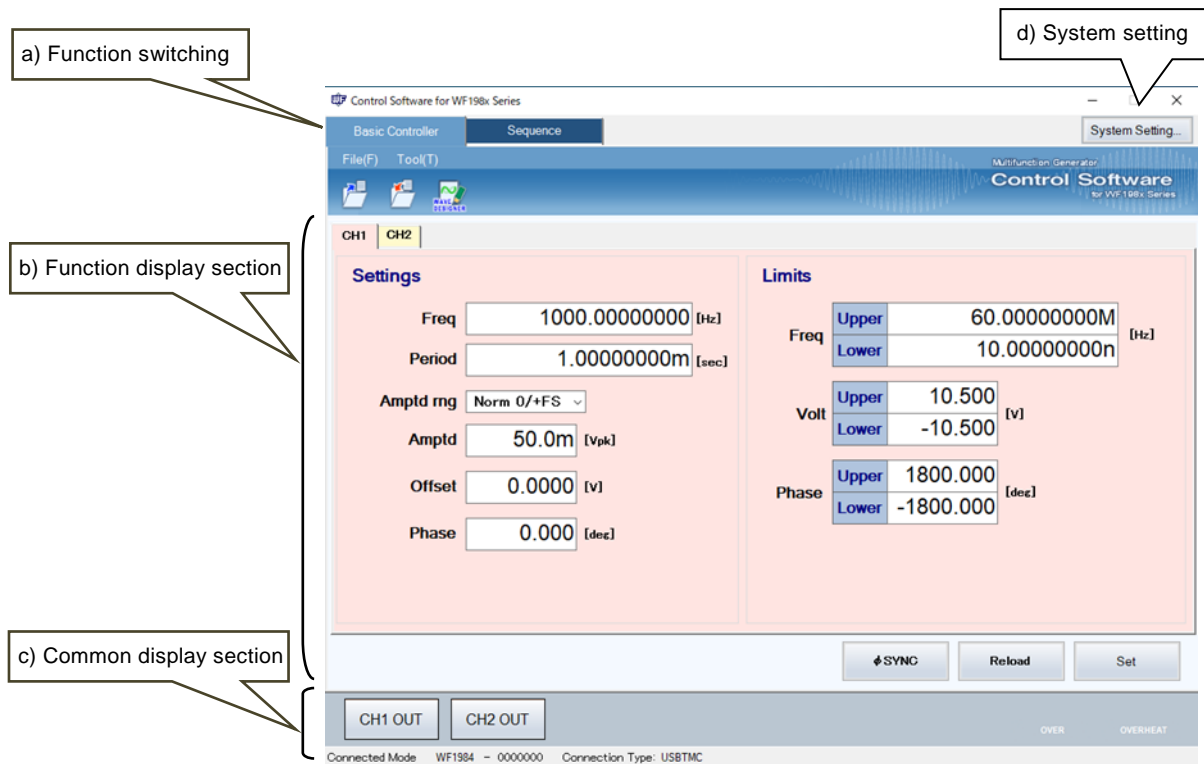 d) System setting
a) Function switching
Control Software for WF198x Series
Basic Controller Sequence System Setting...
File(F) Tool(T)
Multifunction Generator
Control Software
for WF198x Series
WAVE DESIGNER
CH1 CH2
b) Function display section
Settings Limits
Freq 1000.00000000 [Hz]
Period 1.00000000m [sec]
Amptd rng Norm 0/+FS
Amptd 50.0m [Vpk]
Offset 0.0000 [V]
Phase 0.000 [deg]
Freq Upper 60.00000000M [Hz]
Lower 10.00000000n
Volt Upper 10.500 [V]
Lower -10.500
Phase Upper 1800.000 [deg]
Lower -1800.000
c) Common display section
ϕSYNC Reload Set
CH1 OUT CH2 OUT
OVER OVERHEAT
Connected Mode WF1984 - 0000000 Connection Type: USBTMC